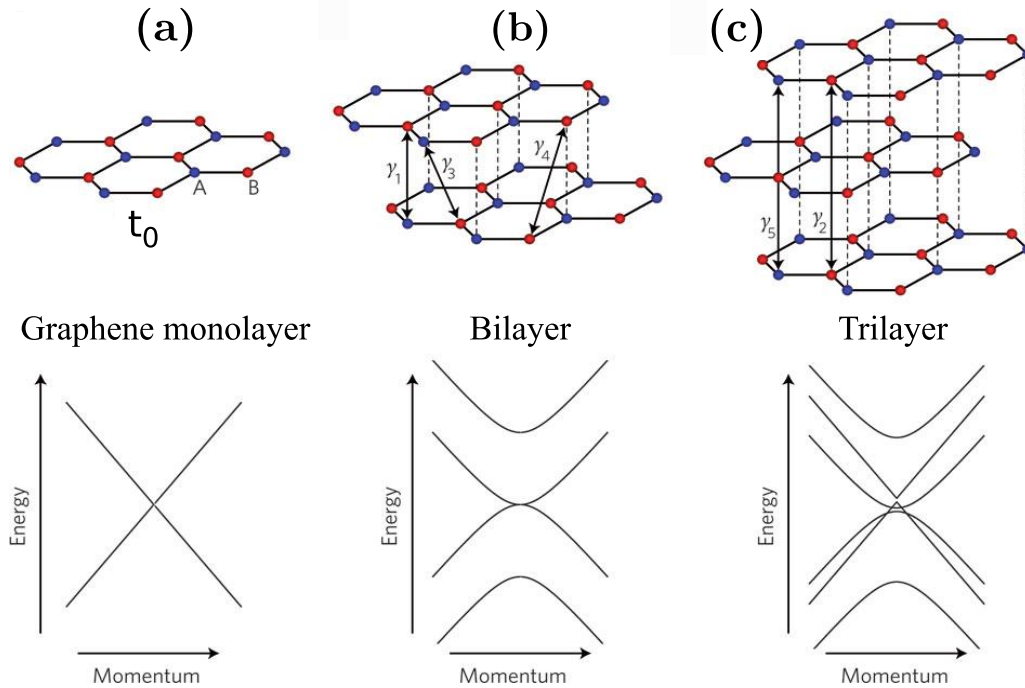 (a)
(b)
(c)
A
B
t₀
γ₁
γ₃
γ₄
γ₅
γ₂
Graphene monolayer
Bilayer
Trilayer
Energy
Momentum
Energy
Momentum
Energy
Momentum